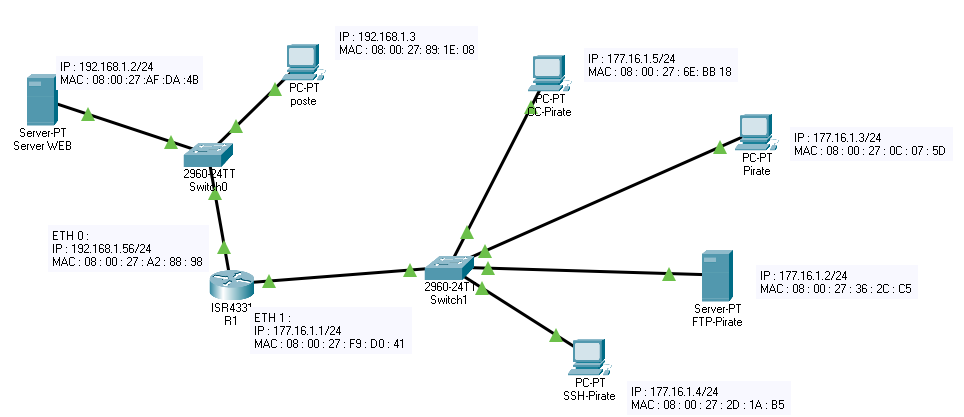 IP : 192.168.1.2/24
MAC : 08:00:27 :AF :DA :4B
Server-PT
Server WEB
IP : 192.168.1.3
MAC : 08: 00: 27: 89: 1E: 08
PC-PT
poste
2960-24TT
Switch0
ETH 0 :
IP : 192.168.1.56/24
MAC : 08 : 00 : 27 : A2 : 88 : 98
ISR4331
R1
ETH 1 :
IP : 177.16.1.1/24
MAC : 08 : 00 : 27 : F9 : D0 : 41
2960-24TT
Switch1
IP : 177.16.1.5/24
MAC : 08 : 00 : 27 : 6E: BB 18
PC-PT
CC-Pirate
IP : 177.16.1.3/24
MAC : 08 : 00 : 27 : 0C : 07 : 5D
PC-PT
Pirate
IP : 177.16.1.2/24
MAC : 08 : 00 : 27 : 36 : 2C : C5
Server-PT
FTP-Pirate
PC-PT
SSH-Pirate
IP : 177.16.1.4/24
MAC : 08 : 00 : 27 : 2D : 1A : B5